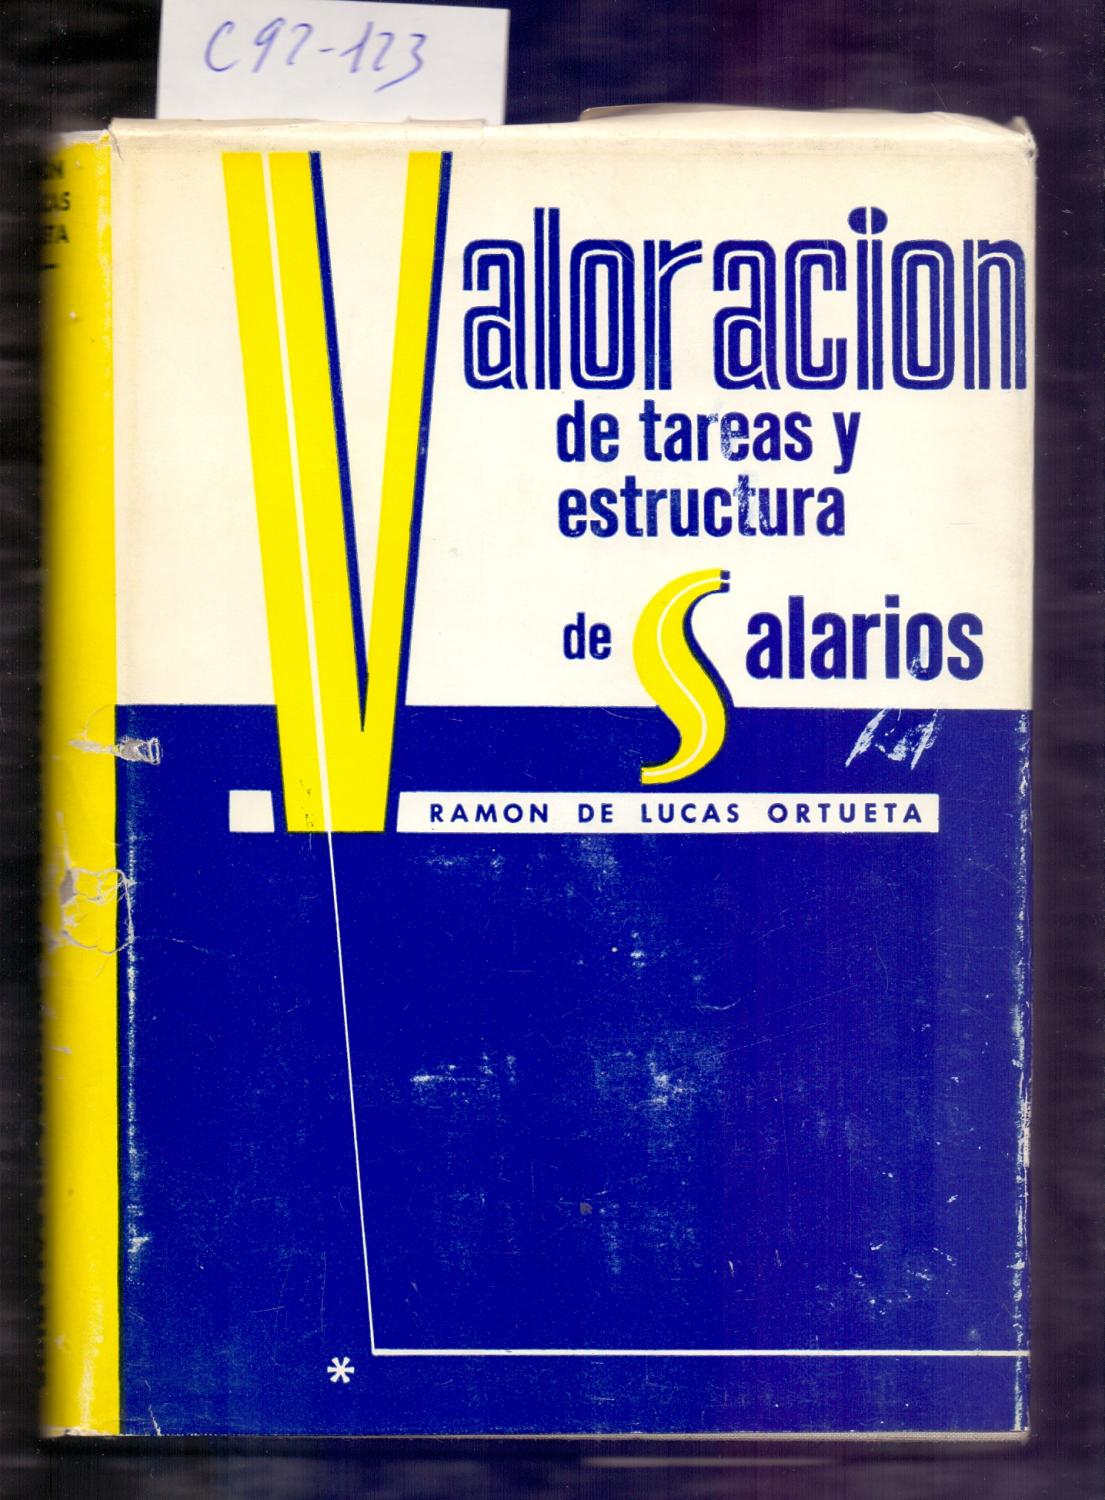 C92-123
Valoracion
de tareas y
estructura
de Salarios
RAMON DE LUCAS ORTUETA
*